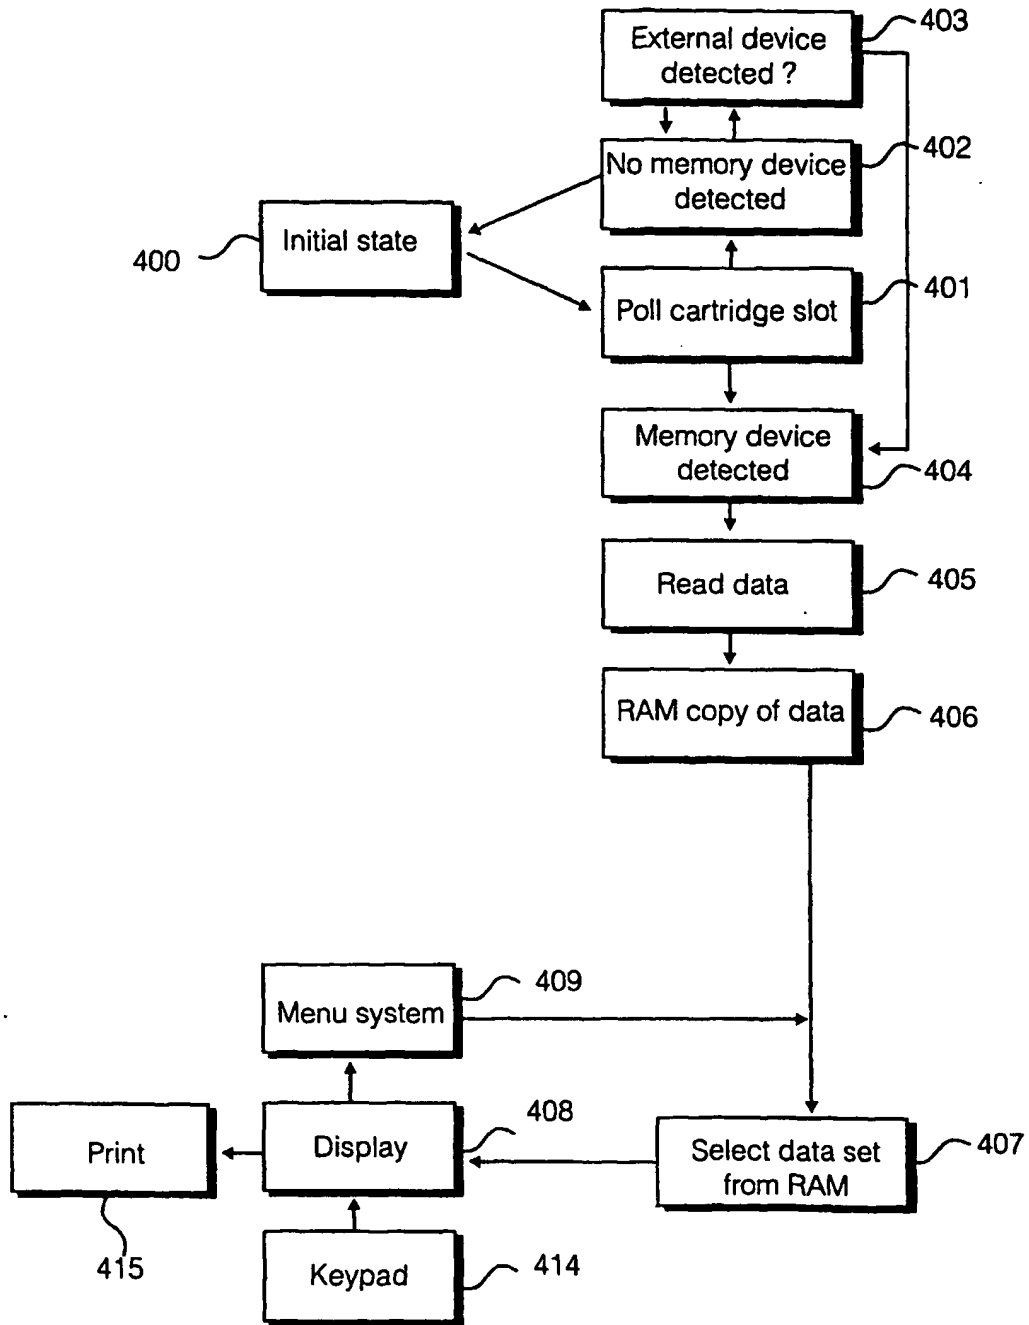 External device
detected ?
403
No memory device
detected
402
Initial state
400
Poll cartridge slot
401
Memory device
detected
404
Read data
405
RAM copy of data
406
Menu system
409
Print
415
Display
408
Select data set
from RAM
407
Keypad
414